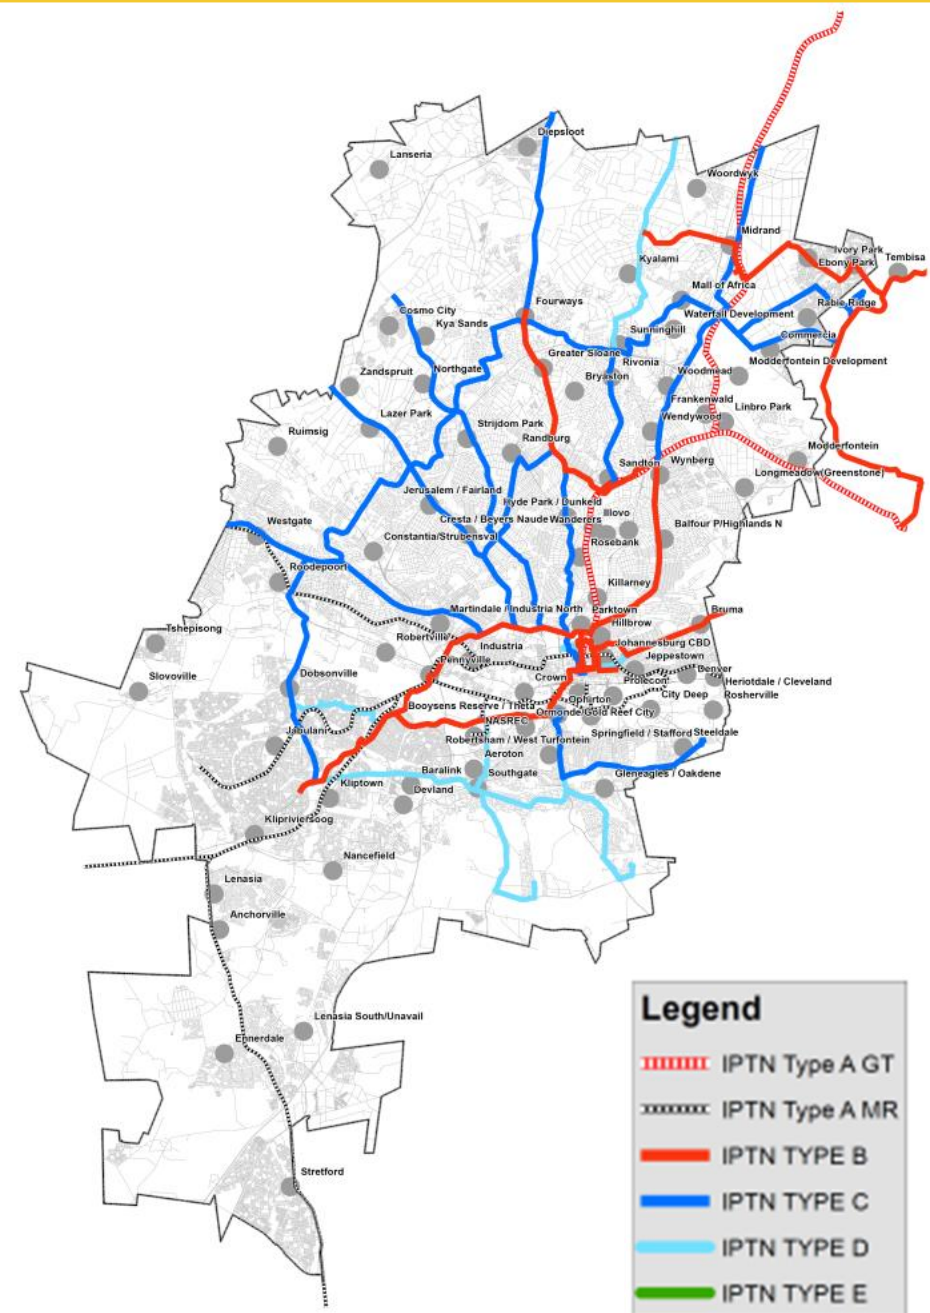 Diepsloot
Lanseria
Woordwyk
Midrand
Ivory Park
Ebony Park
Tembisa
Kyalami
Mall of Africa
Fourways
Rabie Ridge
Cosmo City
Waterfall Development
Kya Sands
Sunninghill
Commercia
Greater Sloane
Rivonia
Modderfontein Development
Zandspruit
Northgate
Bryaston
Woodmead
Frankenwald
Lazer Park
Linbro Park
Strijdom Park
Wendywood
Ruimsig
Randburg
Modderfontein
Sandton
Wynberg
Longmeadow(Greenstone)
Jerusalem / Fairland
Hyde Park / Dunkeld
Illovo
Westgate
Cresta / Beyers Naude
Wanderers
Balfour P/Highlands N
Constantia/Strubensval
Rosebank
Roodepoort
Killarney
Martindale / Industria North
Parktown
Bruma
Tshepisong
Robertville
Hillbrow
Industria
Johannesburg CBD
Pennyville
Jeppestown
Denver
Slovoville
Dobsonville
Crown
Prolecon
Heriotdale / Cleveland
City Deep
Rosherville
Booysens Reserve / Theta
Ophirton
NASREC
Ormonde/Gold Reef City
Jabulani
Robertsham / West Turfontein
Springfield / Stafford
Steeldale
Aeroton
Baralink
Southgate
Gleneagles / Oakdene
Kliptown
Devland
Klipriviersoog
Nancefield
Lenasia
Anchorville
Lenasia South/Unavail
Ennerdale
Stretford
Legend
IPTN Type A GT
IPTN Type A MR
IPTN TYPE B
IPTN TYPE C
IPTN TYPE D
IPTN TYPE E